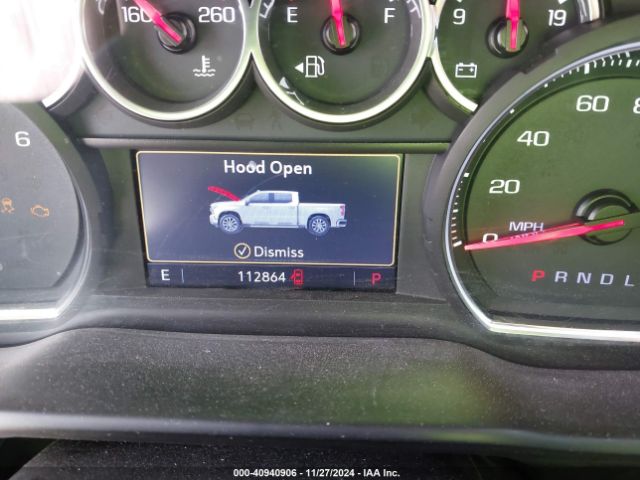 160 260
E F
9 19
6
Hood Open
Dismiss
E 112864 P
0 20 40 60 8
MPH
P R N D L
000-40940906 - 11/27/2024 - IAA Inc.